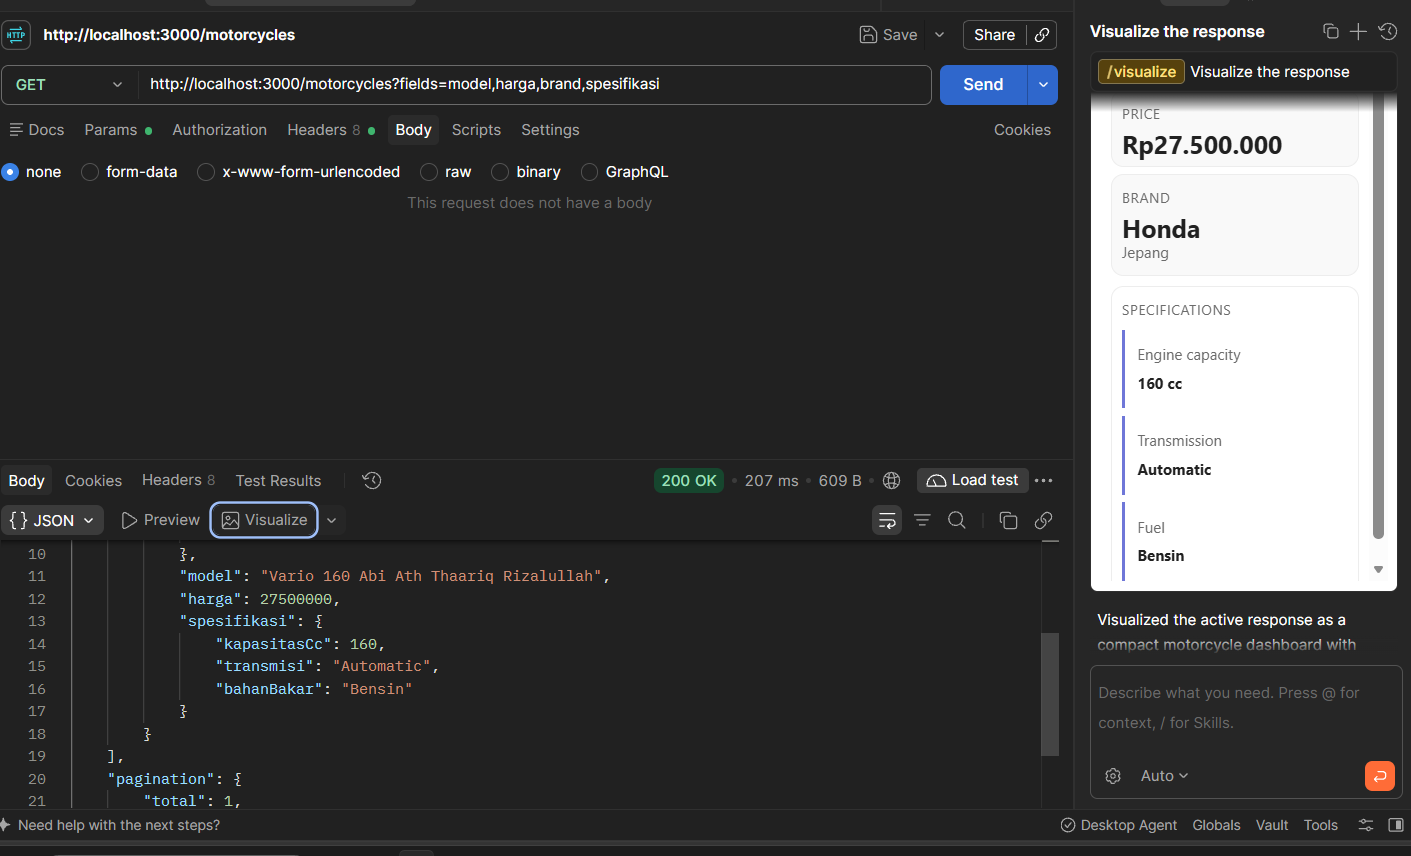 HTTP http://localhost:3000/motorcycles Save Share
GET http://localhost:3000/motorcycles?fields=model,harga,brand,spesifikasi Send
Docs Params Authorization Headers 8 Body Scripts Settings Cookies
none form-data x-www-form-urlencoded raw binary GraphQL
This request does not have a body
Body Cookies Headers 8 Test Results 200 OK 207 ms 609 B Load test
{} JSON Preview Visualize
10 },
11 "model": "Vario 160 Abi Ath Thaariq Rizalullah",
12 "harga": 27500000,
13 "spesifikasi": {
14 "kapasitasCc": 160,
15 "transmisi": "Automatic",
16 "bahanBakar": "Bensin"
17 }
18 }
19 ],
20 "pagination": {
21 "total": 1,
Visualize the response
/visualize Visualize the response
PRICE
Rp27.500.000
BRAND
Honda
Jepang
SPECIFICATIONS
Engine capacity
160 cc
Transmission
Automatic
Fuel
Bensin
Visualized the active response as a
compact motorcycle dashboard with
Describe what you need. Press @ for
context, / for Skills.
Auto
Need help with the next steps? Desktop Agent Globals Vault Tools